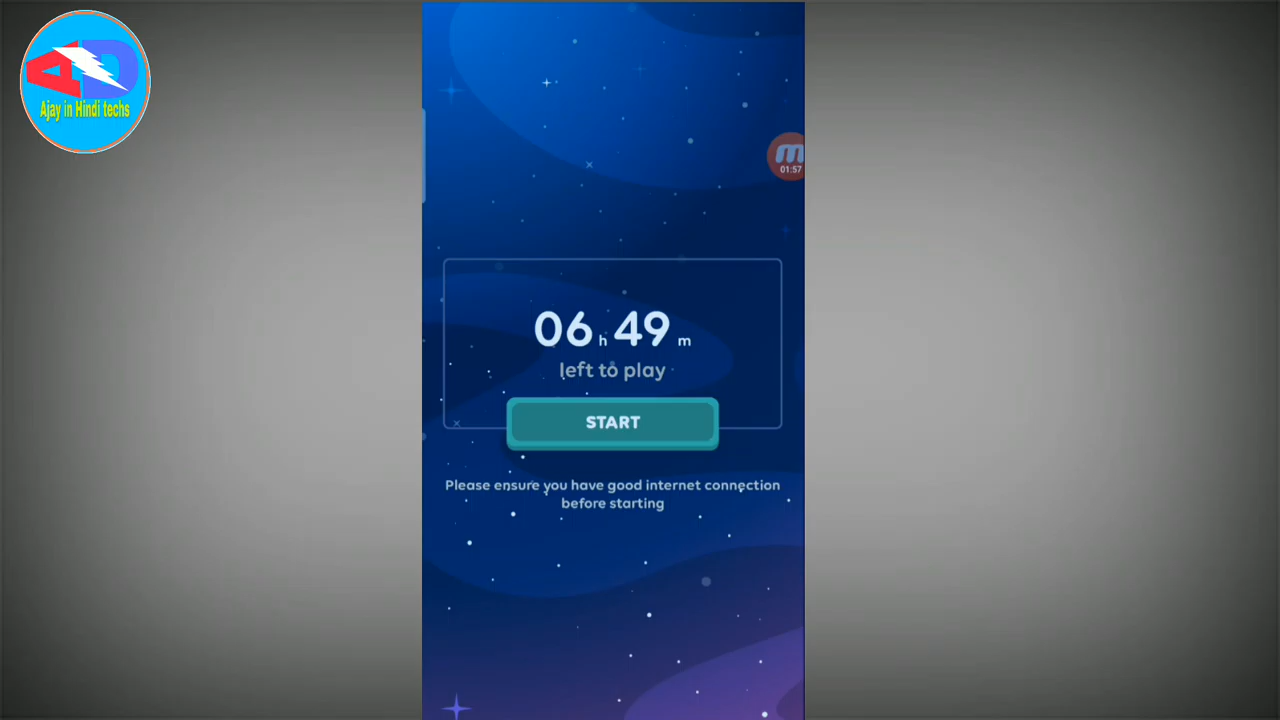 AD
Ajay in Hindi techs
m
01:57
06 h 49 m
left to play
START
Please ensure you have good internet connection
before starting